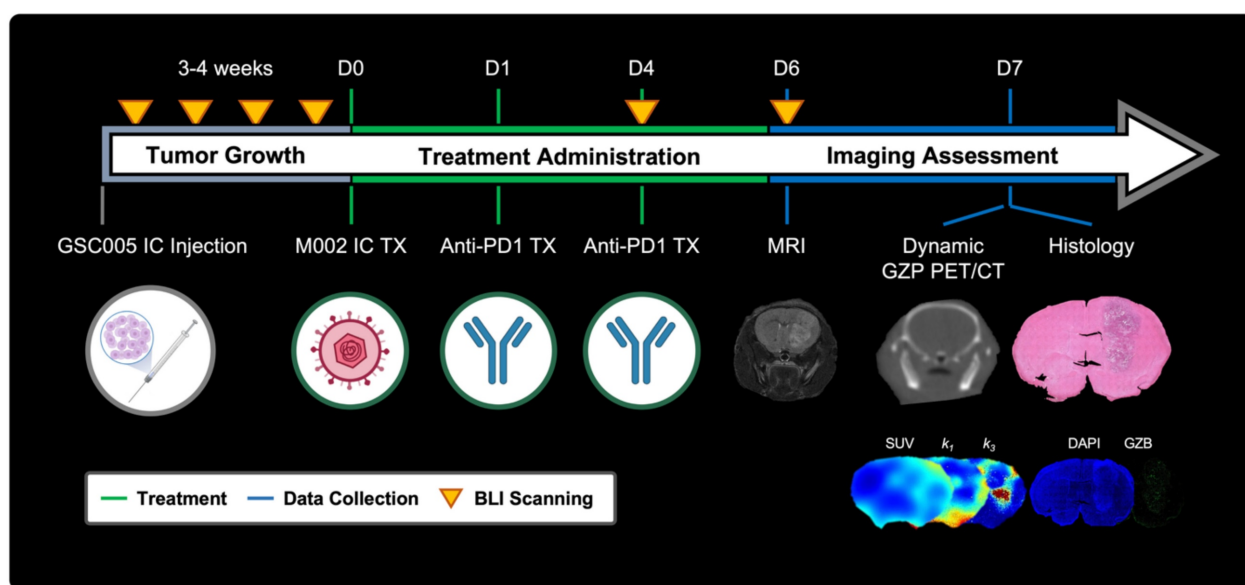 3-4 weeks D0 D1 D4 D6 D7
Tumor Growth Treatment Administration Imaging Assessment
GSC005 IC Injection M002 IC TX Anti-PD1 TX Anti-PD1 TX MRI Dynamic Histology
GZP PET/CT
SUV k1 k3 DAPI GZB
Treatment Data Collection BLI Scanning